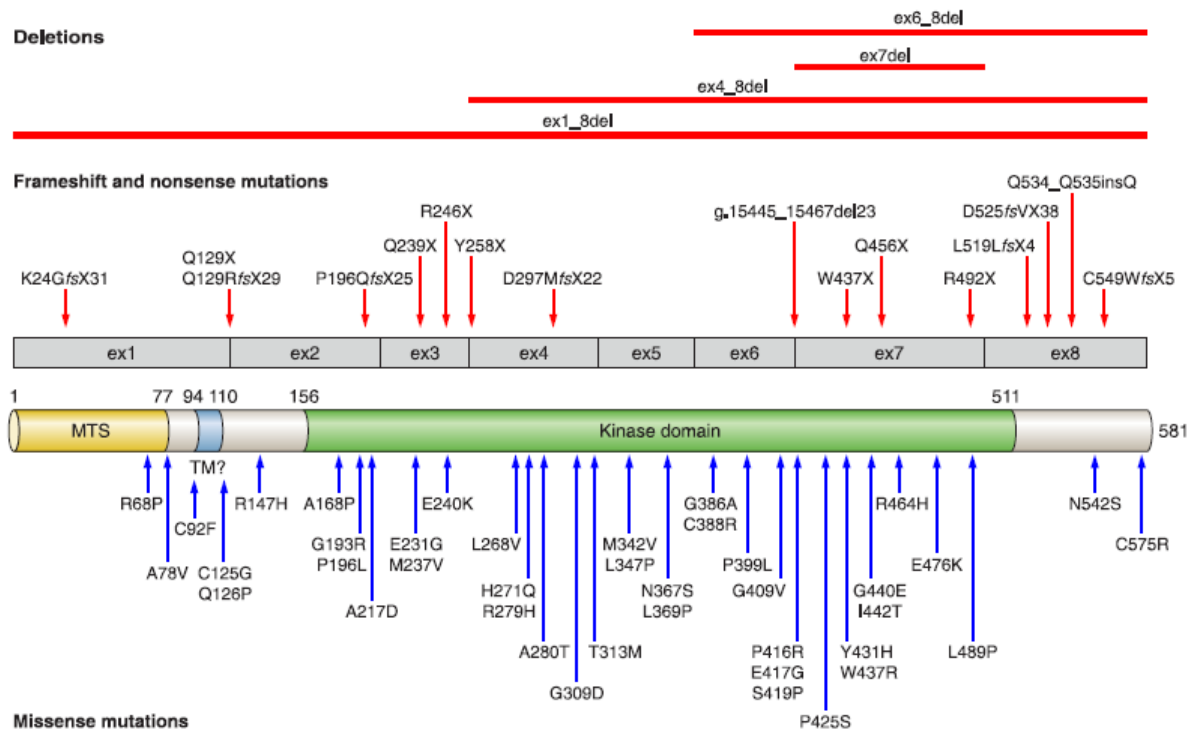 Deletions
ex6_8del
ex7del
ex4_8del
ex1_8del
Frameshift and nonsense mutations
Q534_Q535insQ
R246X
g.15445_15467del23
D525fsVX38
Q129X
Q239X
Y258X
Q456X
L519LfsX4
K24GfsX31
Q129RfsX29
P196QfsX25
D297MfsX22
W437X
R492X
C549WfsX5
ex1
ex2
ex3
ex4
ex5
ex6
ex7
ex8
1
77
94
110
156
511
MTS
Kinase domain
581
TM?
R68P
C92F
R147H
A168P
E240K
G386A
C388R
R464H
N542S
A78V
C125G
Q126P
G193R
P196L
E231G
M237V
L268V
M342V
L347P
P399L
E476K
C575R
A217D
H271Q
R279H
N367S
L369P
G409V
G440E
I442T
A280T
T313M
P416R
E417G
S419P
Y431H
W437R
L489P
G309D
P425S
Missense mutations